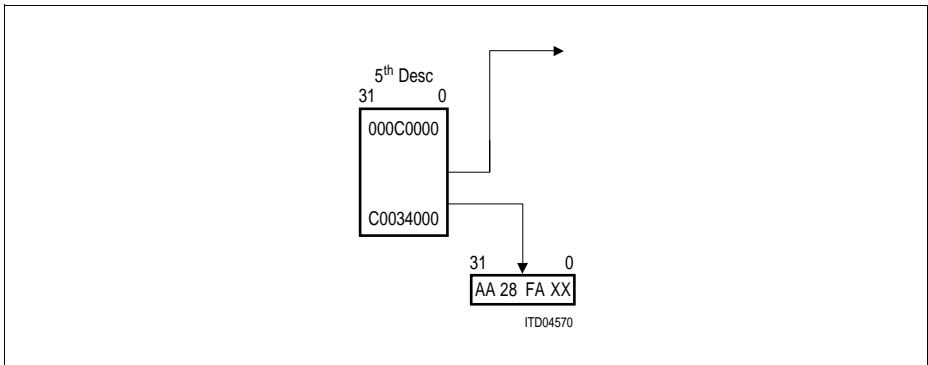 5th Desc
31 0
000C0000
C0034000
31 0
AA 28 FA XX
ITD04570